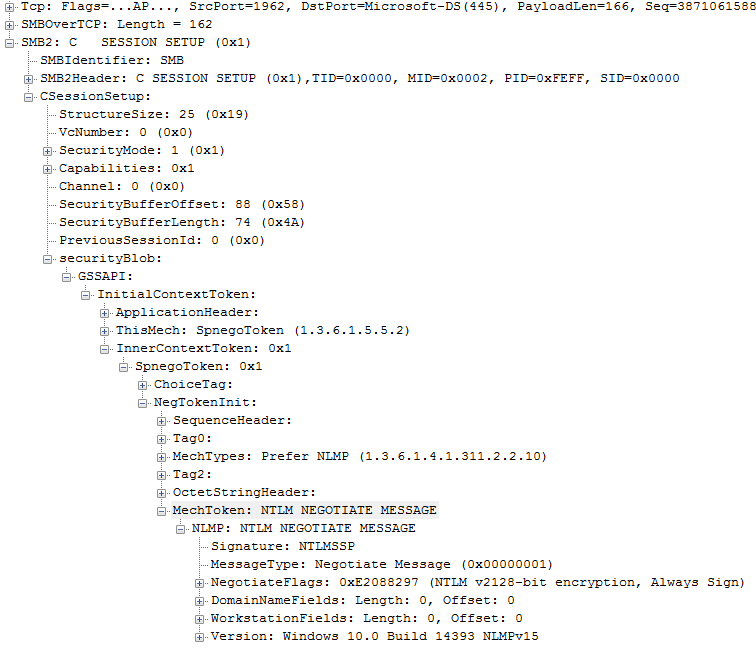 Tcp: Flags=...AP..., SrcPort=1962, DstPort=Microsoft-DS(445), PayloadLen=166, Seq=3871061588
SMBOverTCP: Length = 162
SMB2: C   SESSION SETUP (0x1)
SMBIdentifier: SMB
SMB2Header: C SESSION SETUP (0x1),TID=0x0000, MID=0x0002, PID=0xFEFF, SID=0x0000
CSessionSetup:
StructureSize: 25 (0x19)
VcNumber: 0 (0x0)
SecurityMode: 1 (0x1)
Capabilities: 0x1
Channel: 0 (0x0)
SecurityBufferOffset: 88 (0x58)
SecurityBufferLength: 74 (0x4A)
PreviousSessionId: 0 (0x0)
securityBlob:
GSSAPI:
InitialContextToken:
ApplicationHeader:
ThisMech: SpnegoToken (1.3.6.1.5.5.2)
InnerContextToken: 0x1
SpnegoToken: 0x1
ChoiceTag:
NegTokenInit:
SequenceHeader:
Tag0:
MechTypes: Prefer NLMP (1.3.6.1.4.1.311.2.2.10)
Tag2:
OctetStringHeader:
MechToken: NTLM NEGOTIATE MESSAGE
NLMP: NTLM NEGOTIATE MESSAGE
Signature: NTLMSSP
MessageType: Negotiate Message (0x00000001)
NegotiateFlags: 0xE2088297 (NTLM v2128-bit encryption, Always Sign)
DomainNameFields: Length: 0, Offset: 0
WorkstationFields: Length: 0, Offset: 0
Version: Windows 10.0 Build 14393 NLMPv15